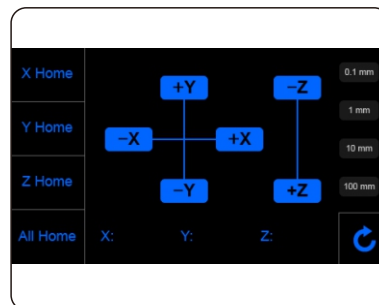 X Home
Y Home
Z Home
All Home
+Y
−X
+X
−Y
−Z
+Z
0.1 mm
1 mm
10 mm
100 mm
X:
Y:
Z: